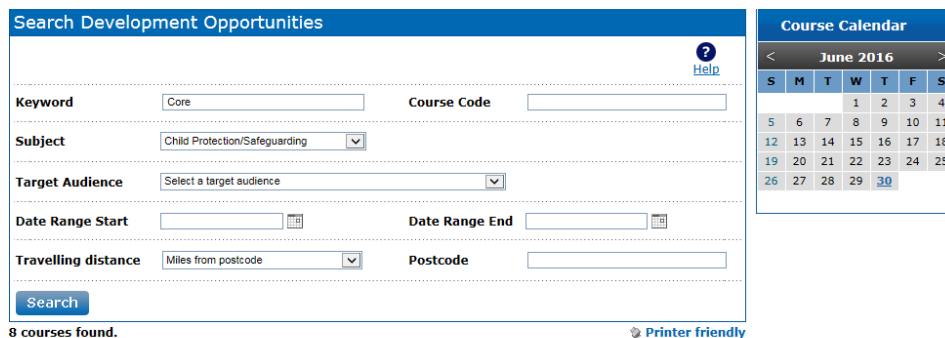 Search Development Opportunities
?
Help
Keyword Core Course Code
Subject Child Protection/Safeguarding
Target Audience Select a target audience
Date Range Start Date Range End
Travelling distance Miles from postcode Postcode
Search
8 courses found. Printer friendly
Course Calendar
< June 2016 >
S M T W T F S
1 2 3 4
5 6 7 8 9 10 11
12 13 14 15 16 17 18
19 20 21 22 23 24 25
26 27 28 29 30